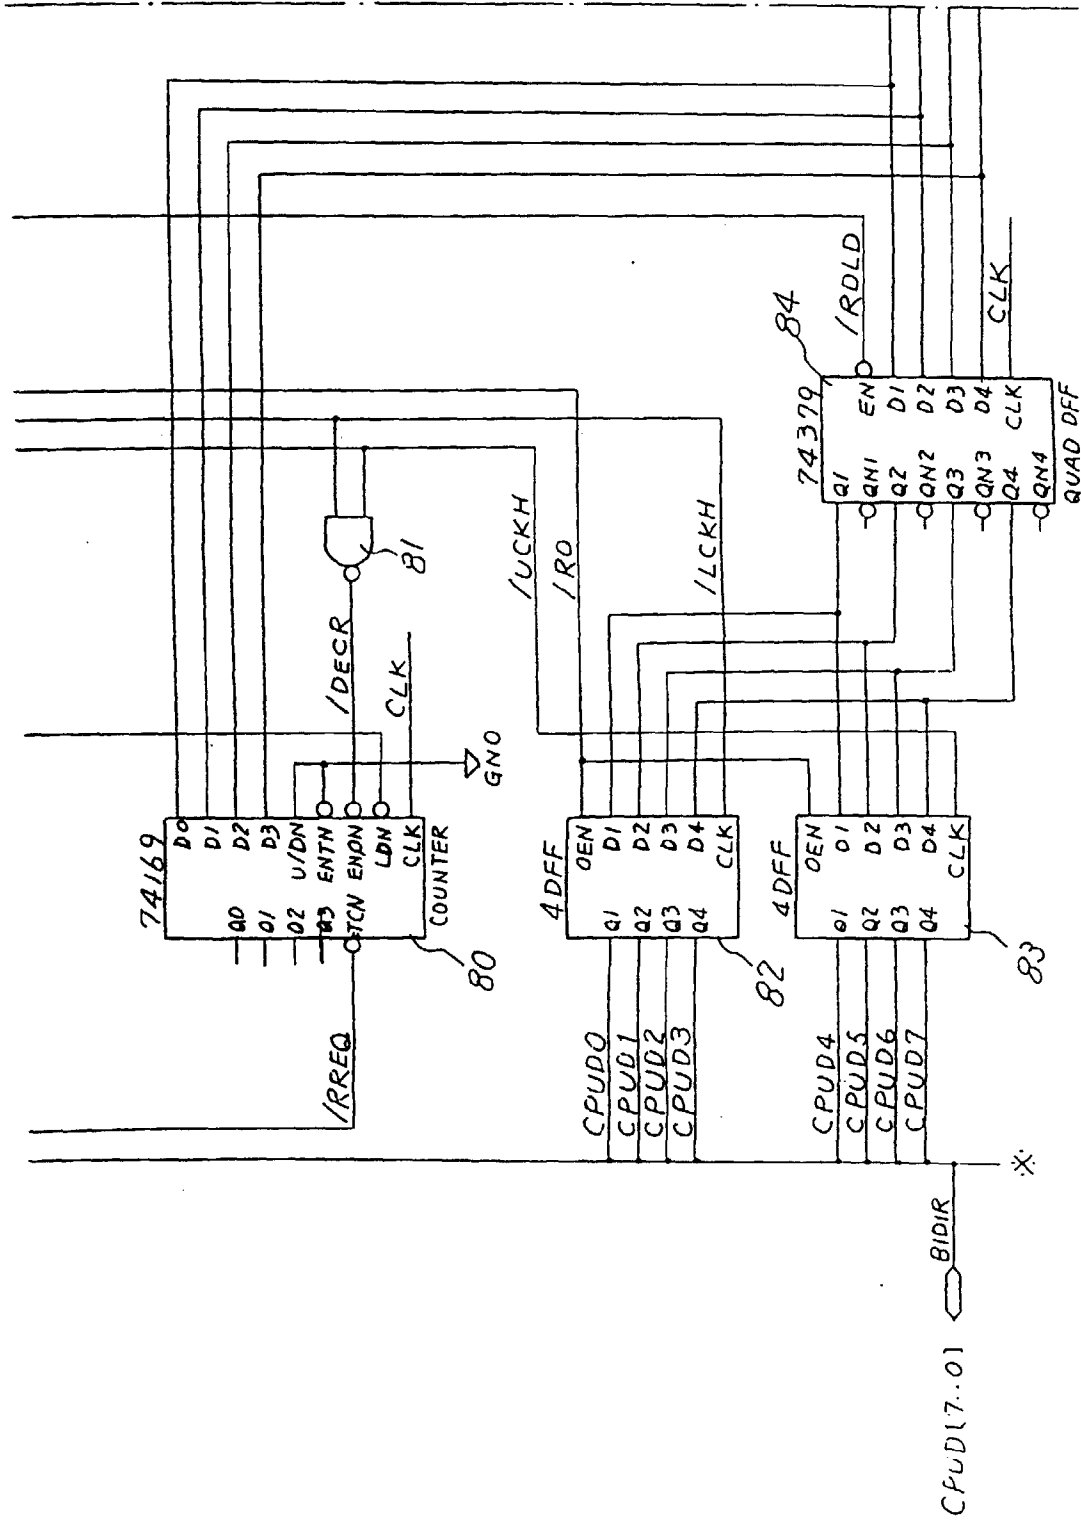 74169
D0
D1
D2
D3
U/DN
ENTN
ENPN
LDN
CLK
Q0
Q1
Q2
Q3
TCN
COUNTER
80
/RREQ
/DECR
CLK
GND
81
/UCKH
/RO
/LCKH
4DFF
OEN
D1
D2
D3
D4
CLK
Q1
Q2
Q3
Q4
82
CPUD0
CPUD1
CPUD2
CPUD3
4DFF
OEN
D1
D2
D3
D4
CLK
Q1
Q2
Q3
Q4
83
CPUD4
CPUD5
CPUD6
CPUD7
74379
84
Q1
QN1
Q2
QN2
Q3
QN3
Q4
QN4
EN
D1
D2
D3
D4
CLK
QUAD DFF
/RDLD
CLK
BIDIR
CPUD[7..0]
※